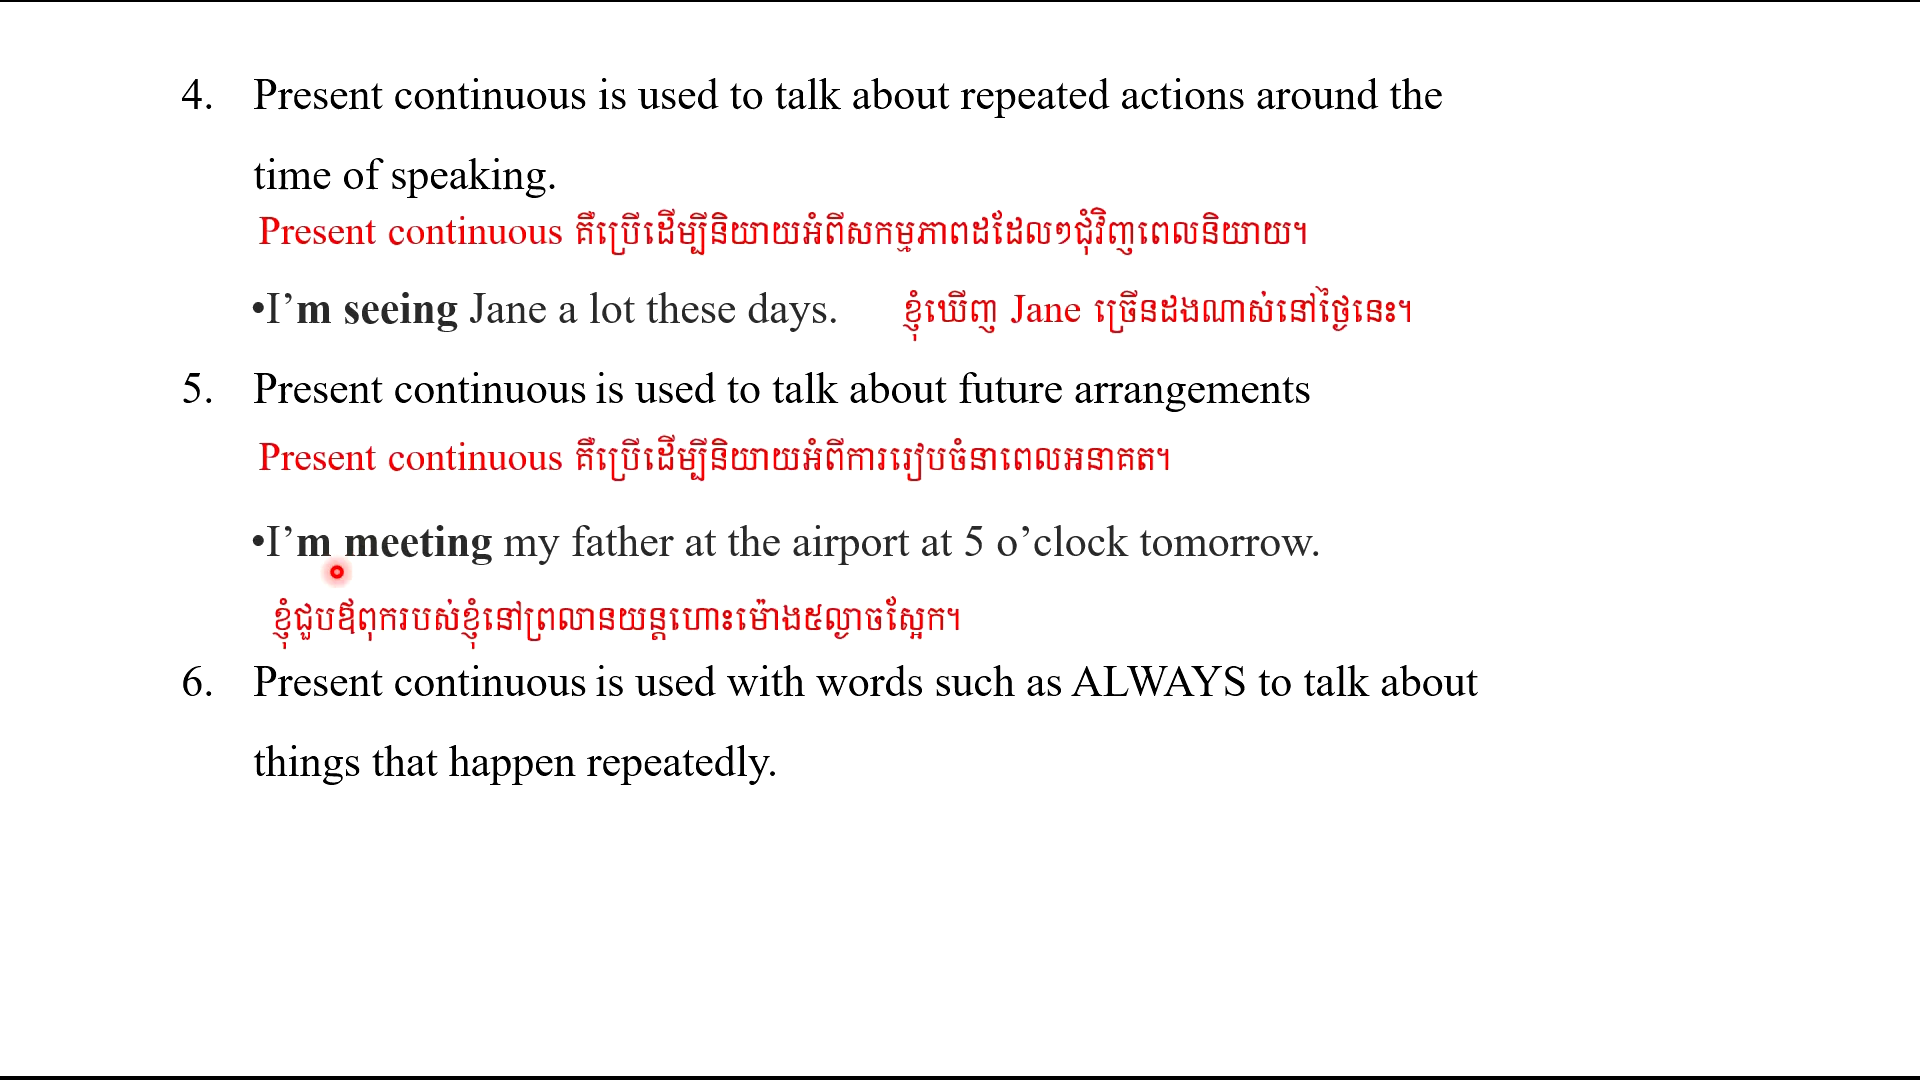 4. Present continuous is used to talk about repeated actions around the
time of speaking.
Present continuous គឺប្រើដើម្បីនិយាយអំពីសកម្មភាពដដែលៗជុំវិញពេលនិយាយ។
•I’m seeing Jane a lot these days. ខ្ញុំឃើញ Jane ច្រើនដងណាស់នៅថ្ងៃនេះ។
5. Present continuous is used to talk about future arrangements
Present continuous គឺប្រើដើម្បីនិយាយអំពីការរៀបចំនាពេលអនាគត។
•I’m meeting my father at the airport at 5 o’clock tomorrow.
ខ្ញុំជួបឪពុករបស់ខ្ញុំនៅព្រលានយន្តហោះម៉ោង៥ល្ងាចស្អែក។
6. Present continuous is used with words such as ALWAYS to talk about
things that happen repeatedly.